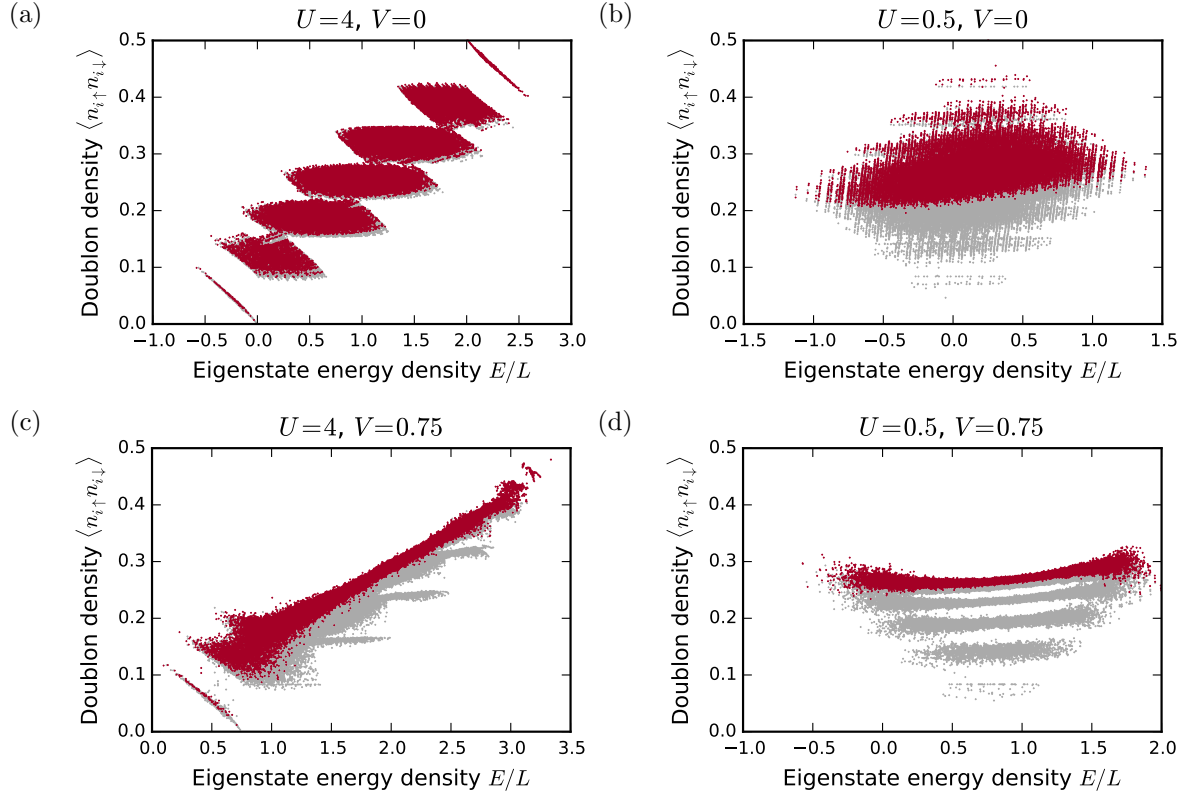 (a)
U=4, V=0
0.5
0.4
0.3
0.2
0.1
0.0
Doublon density ⟨n_{i↑}n_{i↓}⟩
−1.0 −0.5 0.0 0.5 1.0 1.5 2.0 2.5 3.0
Eigenstate energy density E/L
(b)
U=0.5, V=0
0.5
0.4
0.3
0.2
0.1
0.0
Doublon density ⟨n_{i↑}n_{i↓}⟩
−1.5 −1.0 −0.5 0.0 0.5 1.0 1.5
Eigenstate energy density E/L
(c)
U=4, V=0.75
0.5
0.4
0.3
0.2
0.1
0.0
Doublon density ⟨n_{i↑}n_{i↓}⟩
0.0 0.5 1.0 1.5 2.0 2.5 3.0 3.5
Eigenstate energy density E/L
(d)
U=0.5, V=0.75
0.5
0.4
0.3
0.2
0.1
0.0
Doublon density ⟨n_{i↑}n_{i↓}⟩
−1.0 −0.5 0.0 0.5 1.0 1.5 2.0
Eigenstate energy density E/L